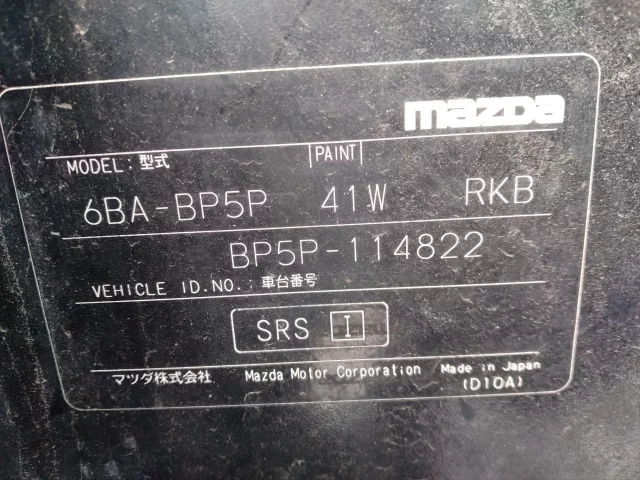 mazda
MODEL: 型式 |PAINT|
6BA-BP5P 41W RKB
BP5P-114822
VEHICLE ID.NO.: 車台番号
SRS I
マツダ株式会社 Mazda Motor Corporation Made in Japan
(D10A)